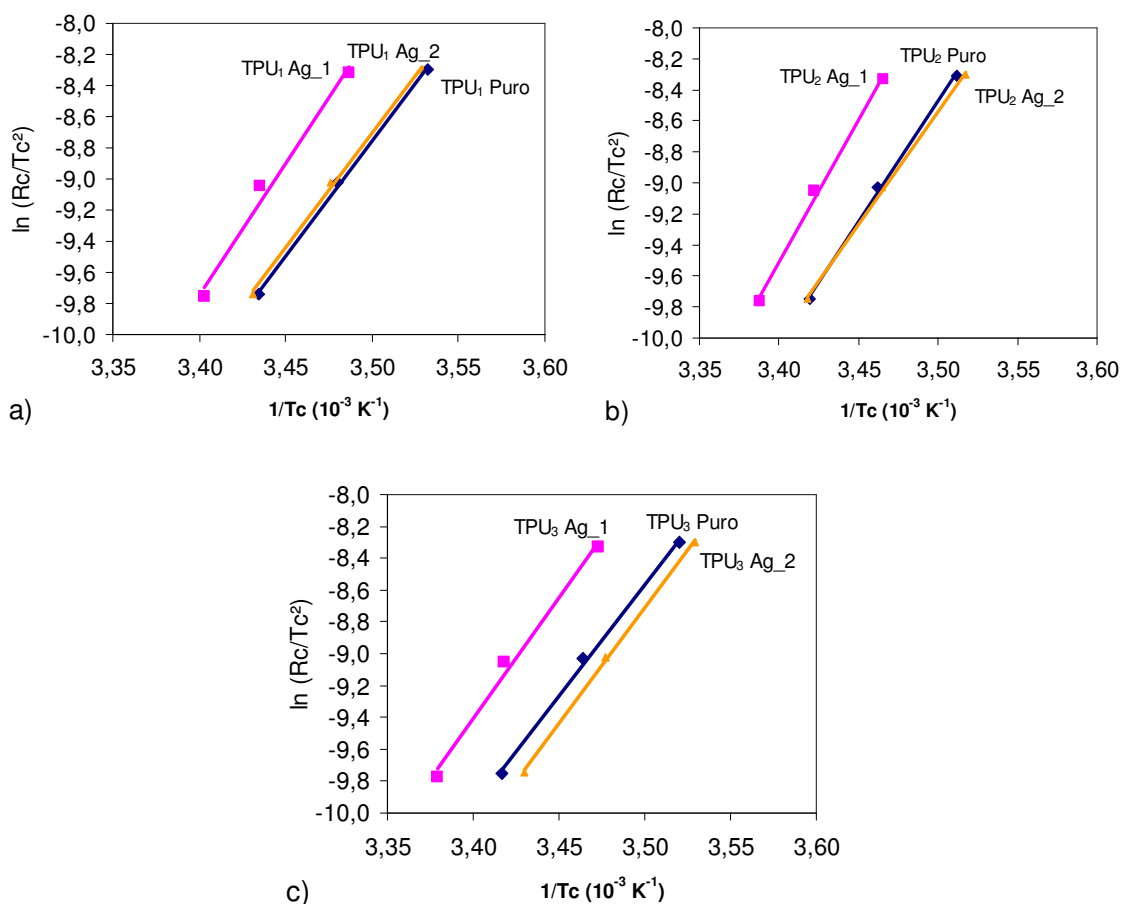 -8,0
-8,2
-8,4
-8,6
-8,8
-9,0
-9,2
-9,4
-9,6
-9,8
-10,0
ln (Rc/Tc²)
TPU₁ Ag_2
TPU₁ Ag_1
TPU₁ Puro
3,35 3,40 3,45 3,50 3,55 3,60
1/Tc (10⁻³ K⁻¹)
a)
-8,0
-8,2
-8,4
-8,6
-8,8
-9,0
-9,2
-9,4
-9,6
-9,8
-10,0
ln (Rc/Tc²)
TPU₂ Puro
TPU₂ Ag_1
TPU₂ Ag_2
3,35 3,40 3,45 3,50 3,55 3,60
1/Tc (10⁻³ K⁻¹)
b)
-8,0
-8,2
-8,4
-8,6
-8,8
-9,0
-9,2
-9,4
-9,6
-9,8
-10,0
ln (Rc/Tc²)
TPU₃ Ag_1 TPU₃ Puro
TPU₃ Ag_2
3,35 3,40 3,45 3,50 3,55 3,60
1/Tc (10⁻³ K⁻¹)
c)